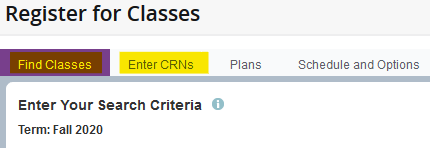 Register for Classes
Find Classes Enter CRNs Plans Schedule and Options
Enter Your Search Criteria
Term: Fall 2020